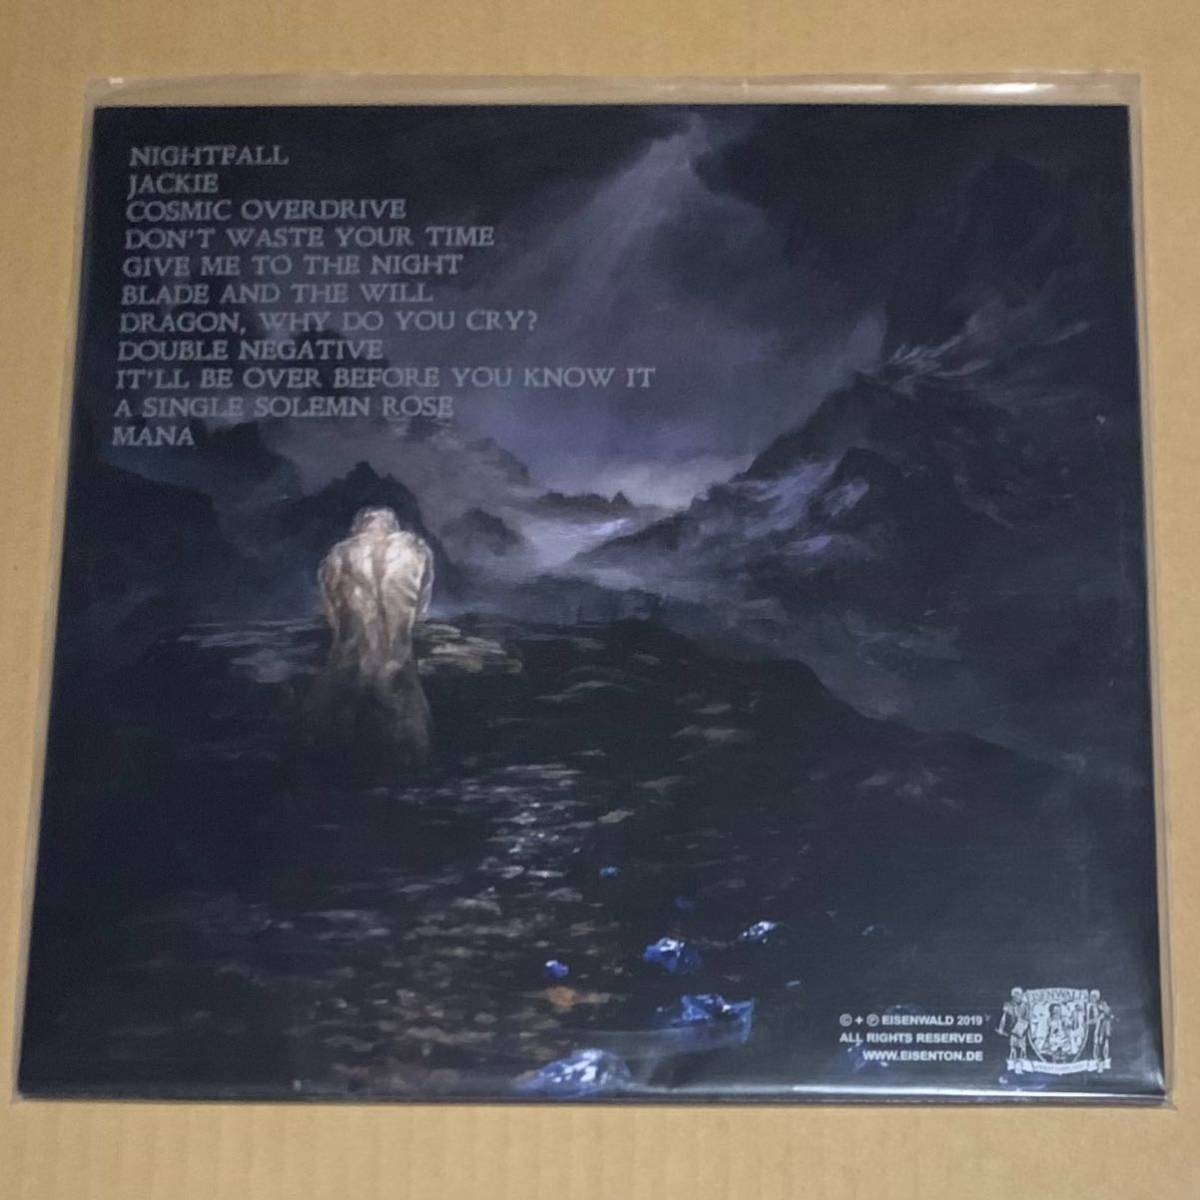 NIGHTFALL
JACKIE
COSMIC OVERDRIVE
DON'T WASTE YOUR TIME
GIVE ME TO THE NIGHT
BLADE AND THE WILL
DRAGON, WHY DO YOU CRY?
DOUBLE NEGATIVE
IT'LL BE OVER BEFORE YOU KNOW IT
A SINGLE SOLEMN ROSE
MANA
© + ℗ EISENWALD 2019
ALL RIGHTS RESERVED
WWW.EISENTON.DE
EISENWALD